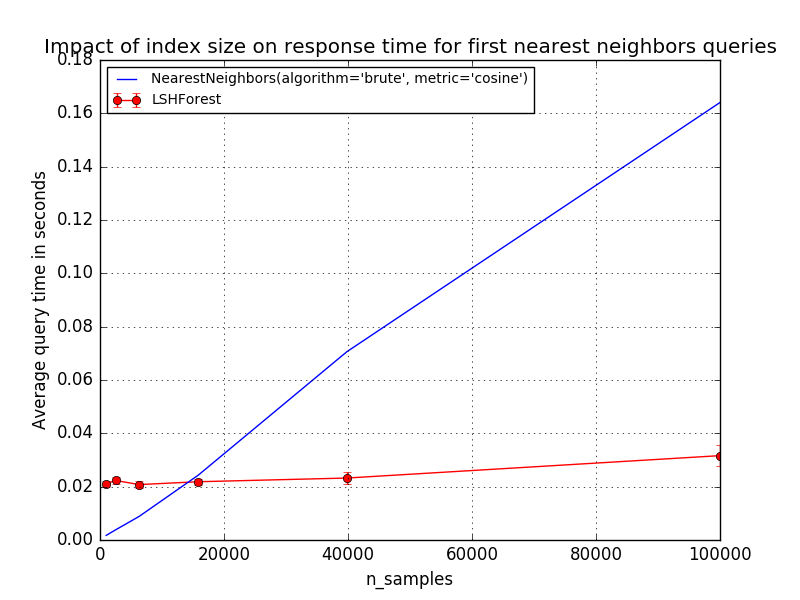 Impact of index size on response time for first nearest neighbors queries
NearestNeighbors(algorithm='brute', metric='cosine')
LSHForest
Average query time in seconds
0.18
0.16
0.14
0.12
0.10
0.08
0.06
0.04
0.02
0.00
0 20000 40000 60000 80000 100000
n_samples